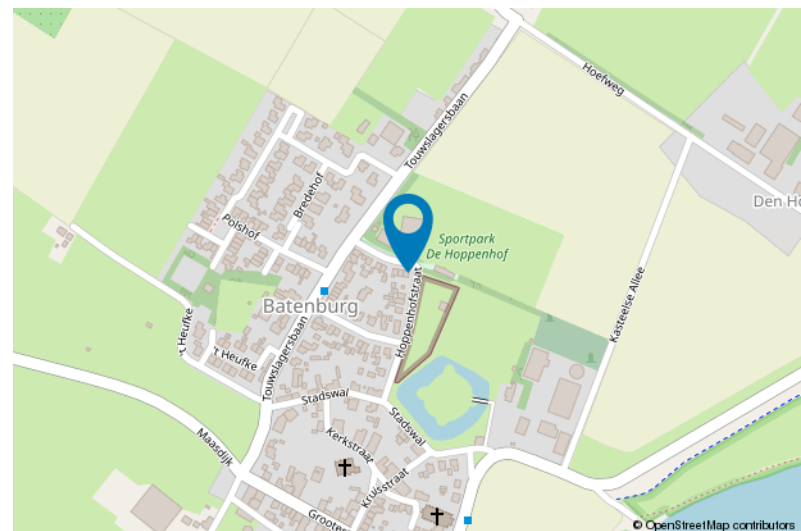 Hoefweg
Touwslagersbaan
Den Ho
Bredehof
Polshof
Sportpark
De Hoppenhof
Kasteelse Allee
Batenburg
Hoppenhofstraat
Touwslagersbaan
't Heufke
't Heufke
Stadswal
Stadswal
Maasdijk
Kerkstraat
Kruisstraat
Grootes
© OpenStreetMap contributors